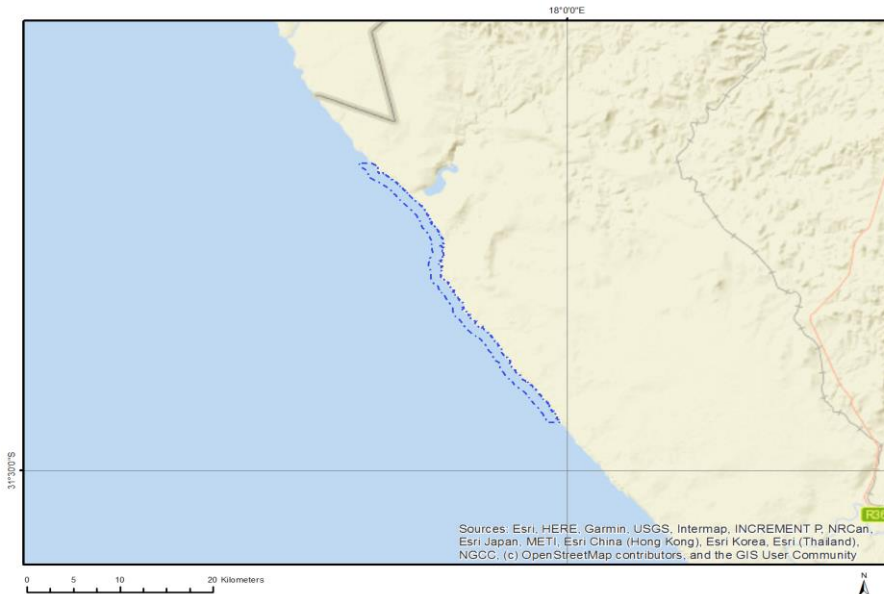 18°0'0"E
31°30'0"S
R36
Sources: Esri, HERE, Garmin, USGS, Intermap, INCREMENT P, NRCan,
Esri Japan, METI, Esri China (Hong Kong), Esri Korea, Esri (Thailand),
NGCC, (c) OpenStreetMap contributors, and the GIS User Community
0 5 10 20 Kilometers
N